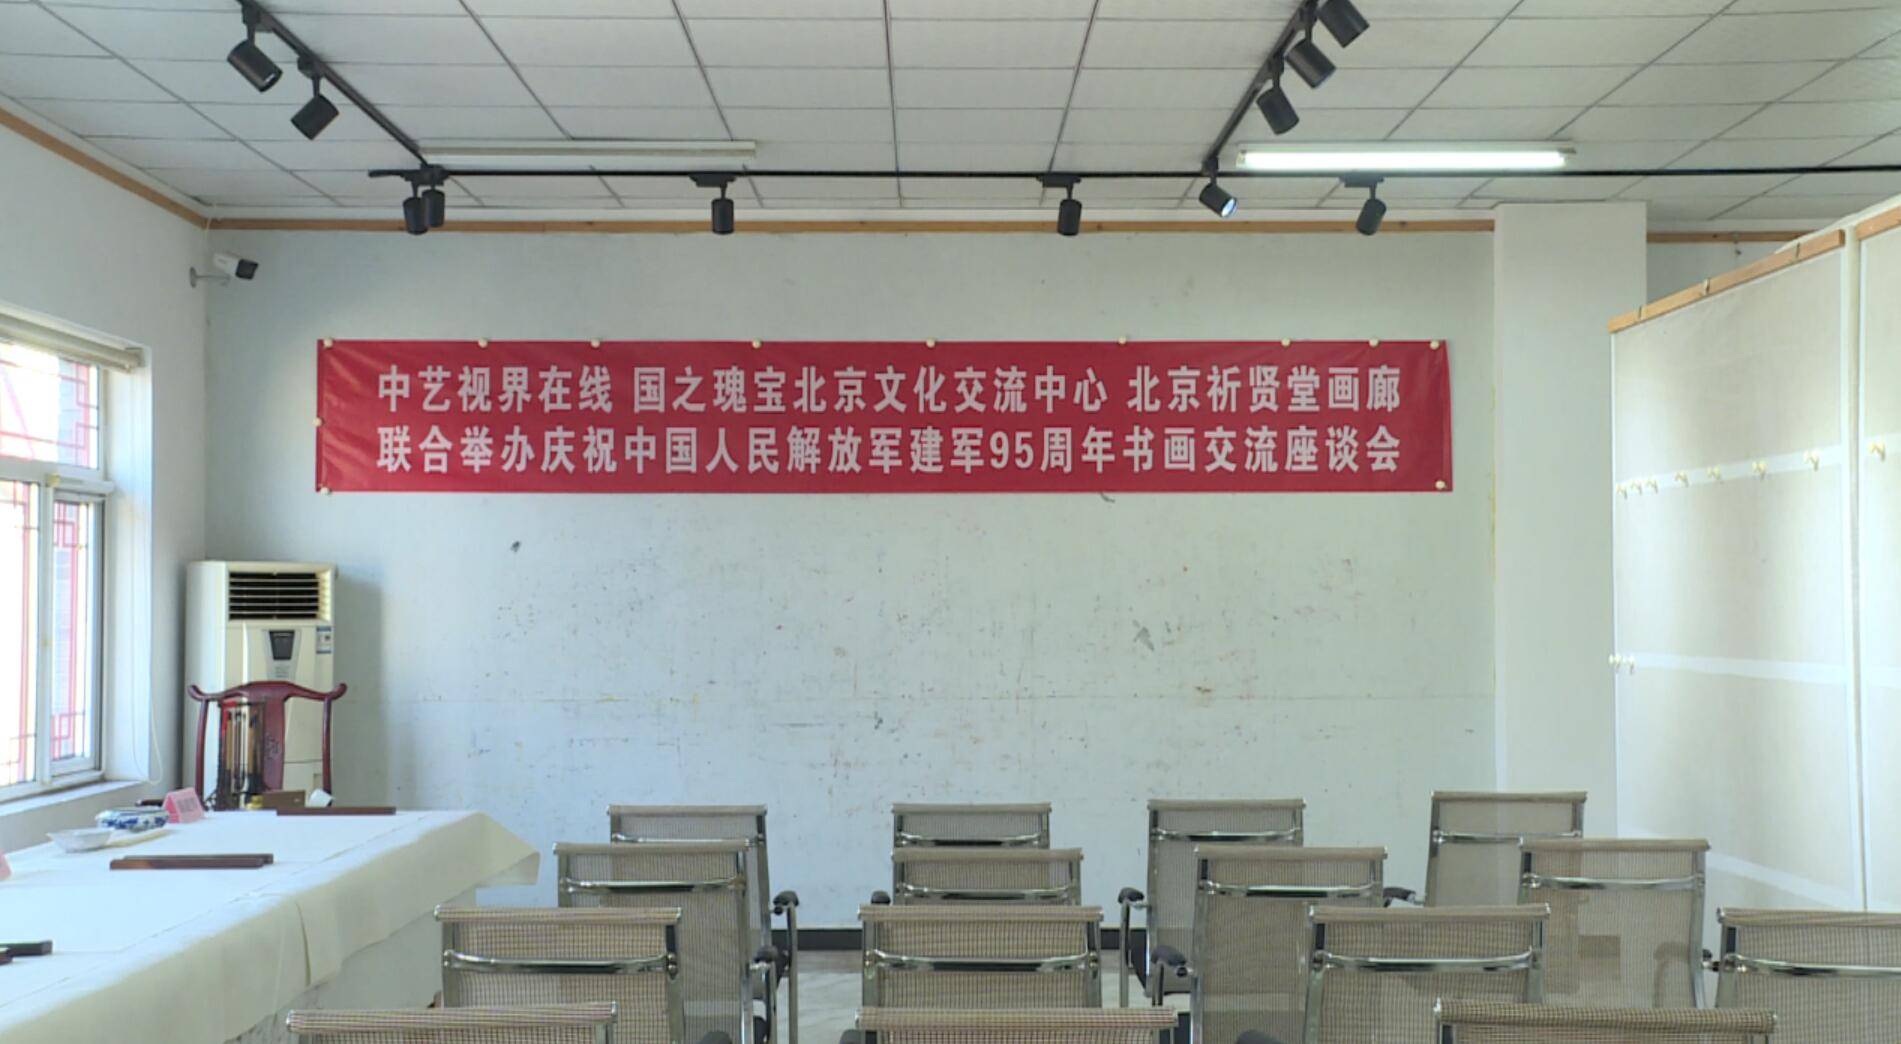 中艺视界在线 国之瑰宝北京文化交流中心 北京祈贤堂画廊
联合举办庆祝中国人民解放军建军95周年书画交流座谈会